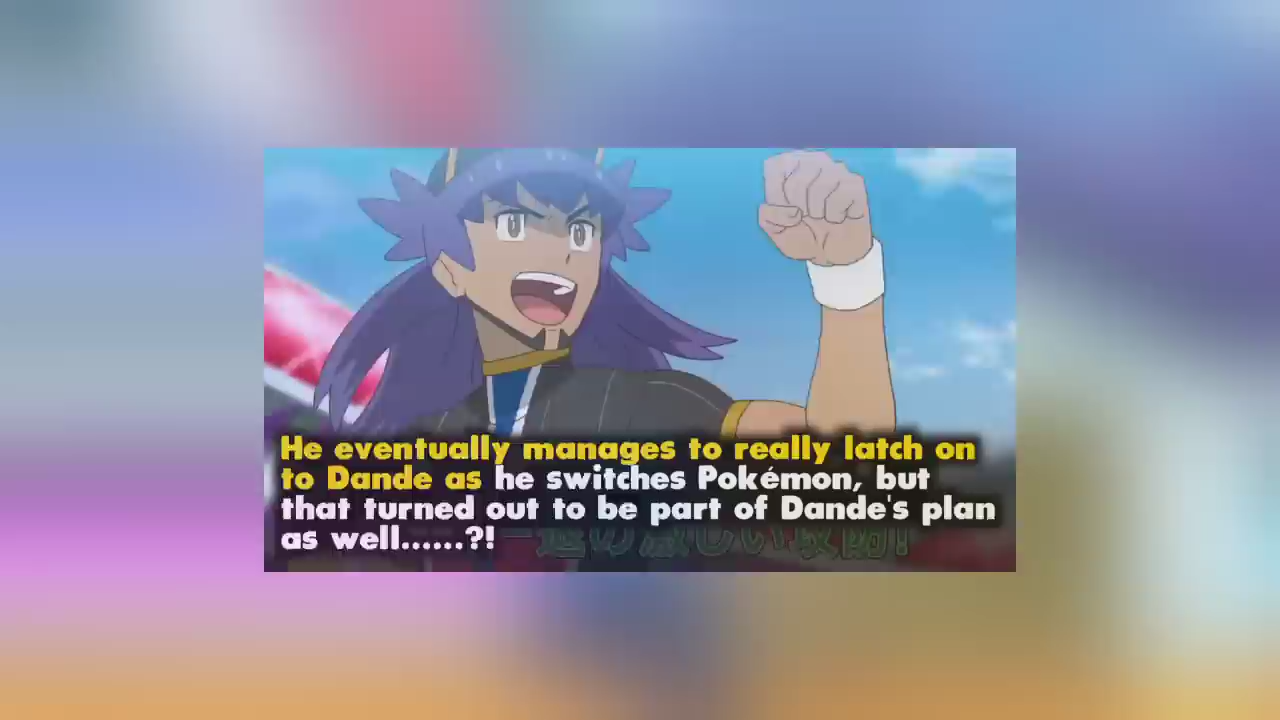 He eventually manages to really latch on
to Dande as he switches Pokémon, but
that turned out to be part of Dande's plan
as well......?!